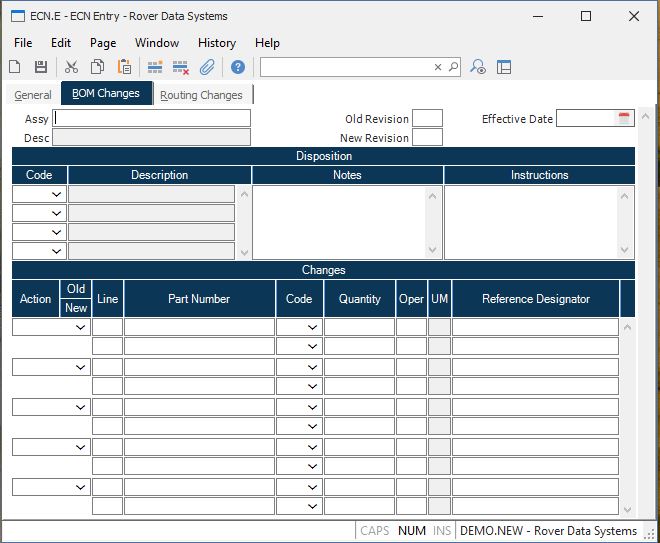 ECN.E - ECN Entry - Rover Data Systems
File Edit Page Window History Help
General BOM Changes Routing Changes
Assy Old Revision Effective Date
Desc New Revision
Disposition
Code Description Notes Instructions
Changes
Action Old New Line Part Number Code Quantity Oper UM Reference Designator
CAPS NUM INS DEMO.NEW - Rover Data Systems